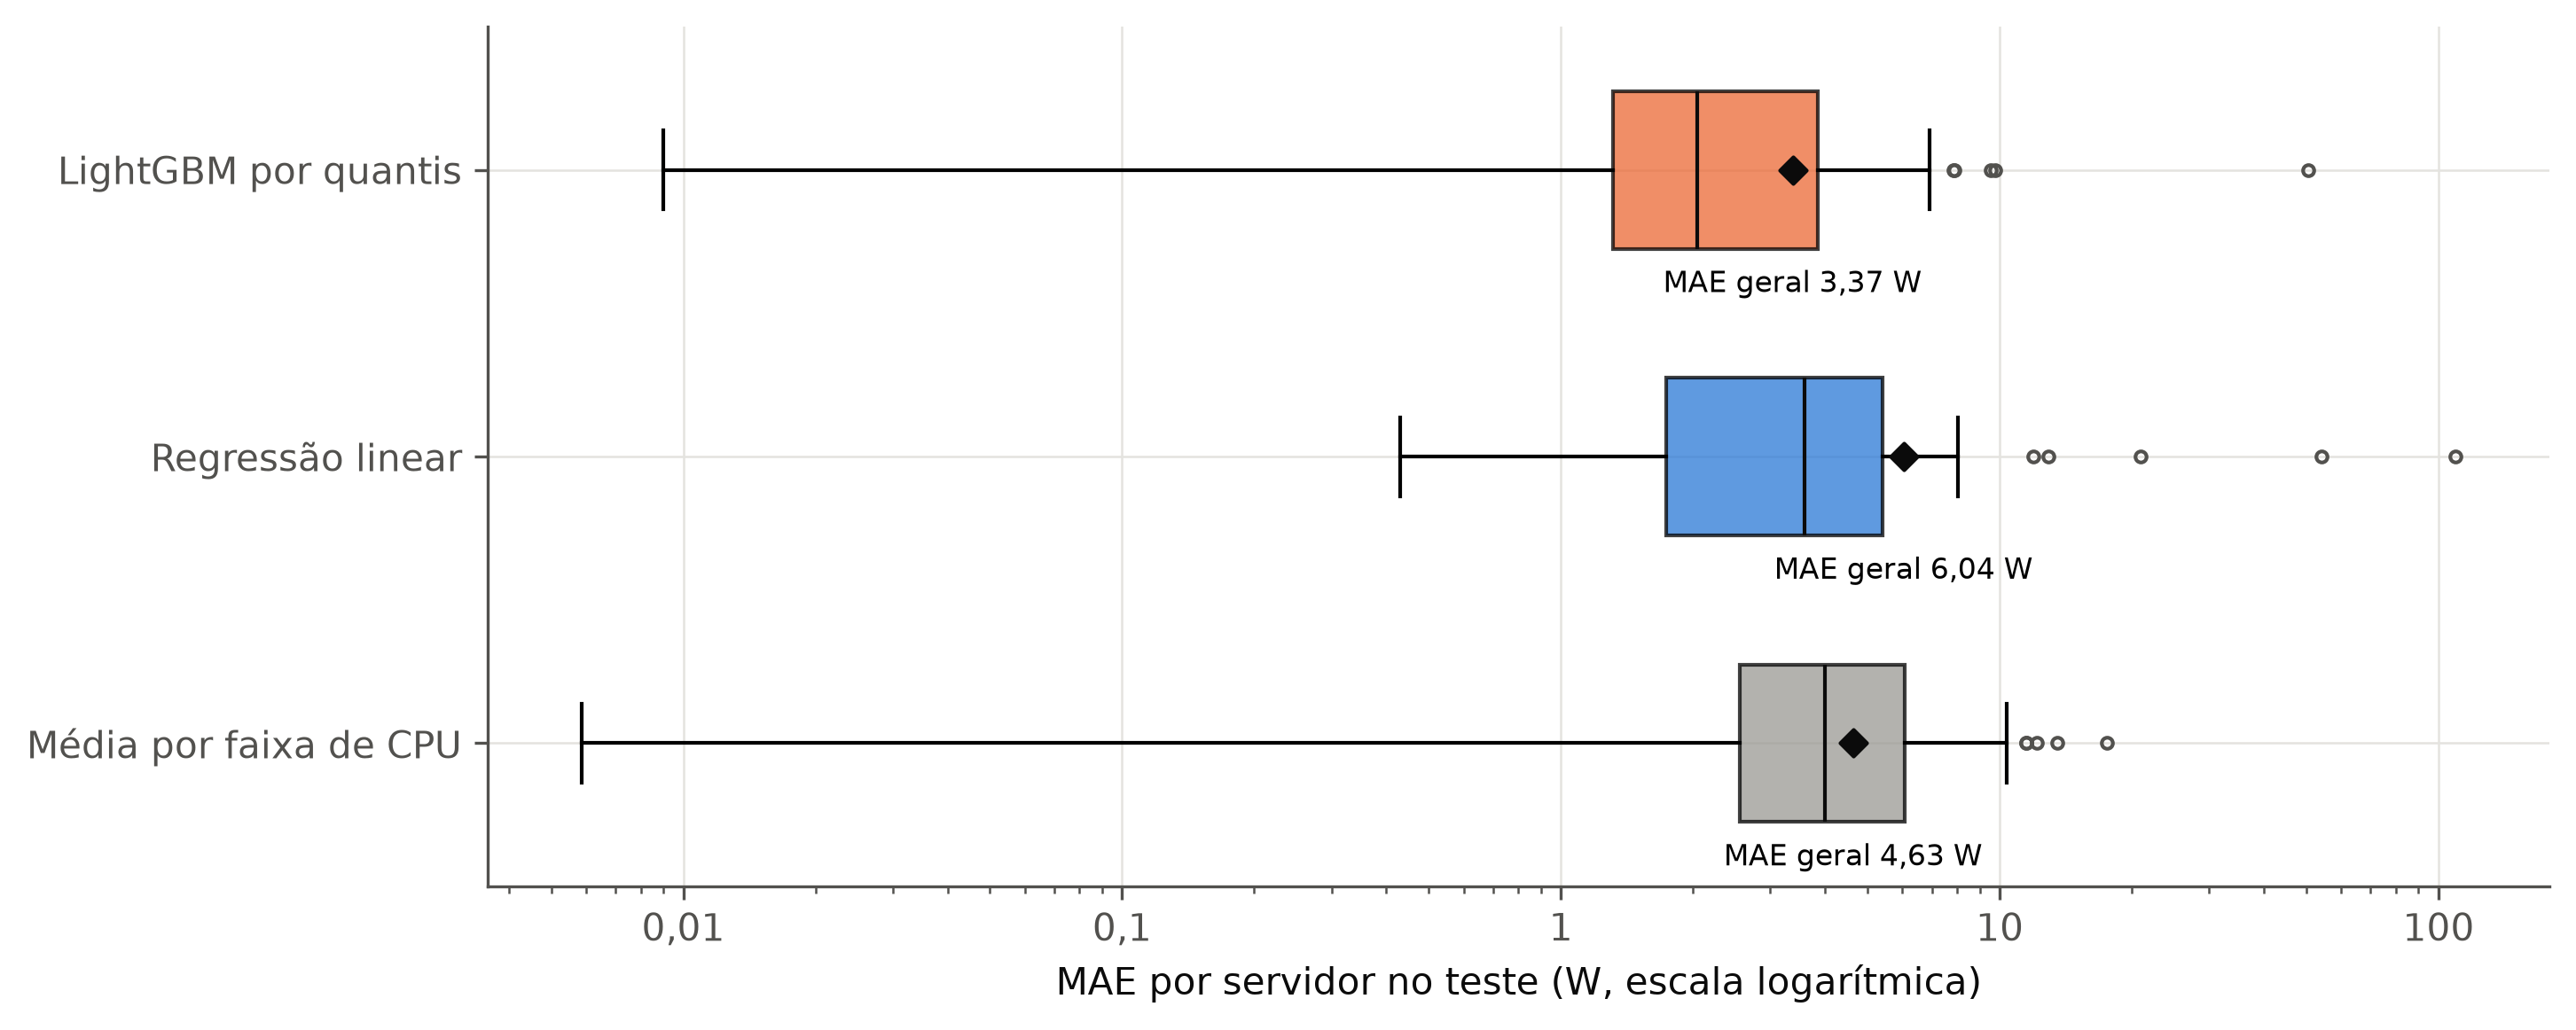 LightGBM por quantis
MAE geral 3,37 W
Regressão linear
MAE geral 6,04 W
Média por faixa de CPU
MAE geral 4,63 W
0,01 0,1 1 10 100
MAE por servidor no teste (W, escala logarítmica)